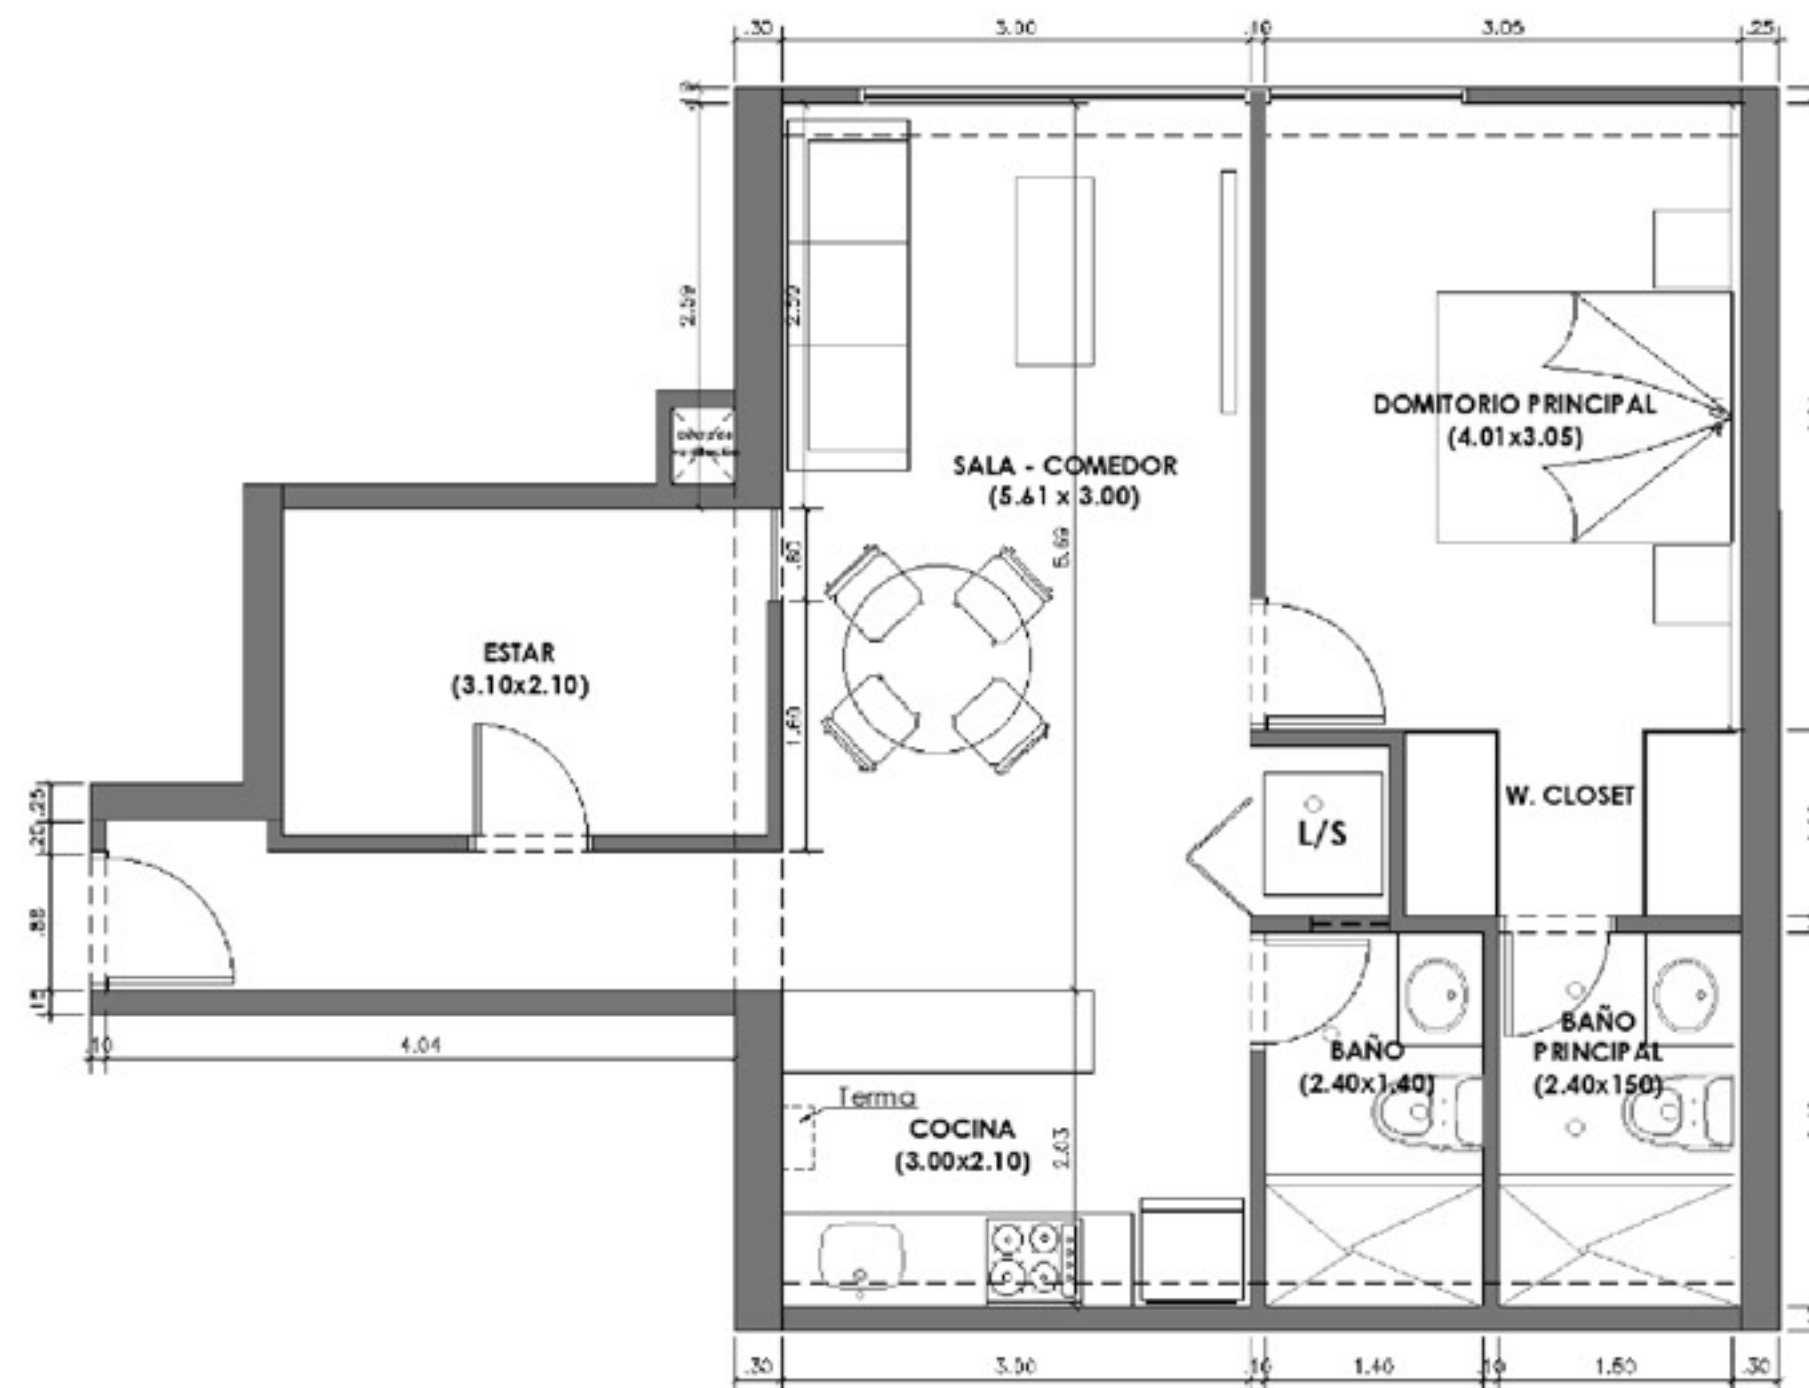 .30
3.00
.10
3.05
.25
2.59
2.59
DOMITORIO PRINCIPAL
(4.01x3.05)
SALA - COMEDOR
(5.61 x 3.00)
5.69
.60
ESTAR
(3.10x2.10)
1.60
W. CLOSET
L/S
.25
.20
.88
.15
.10
4.04
BAÑO
PRINCIPAL
(2.40x150)
BAÑO
(2.40x1.40)
Terma
COCINA
(3.00x2.10)
2.03
.30
3.00
.10
1.40
.10
1.50
.30